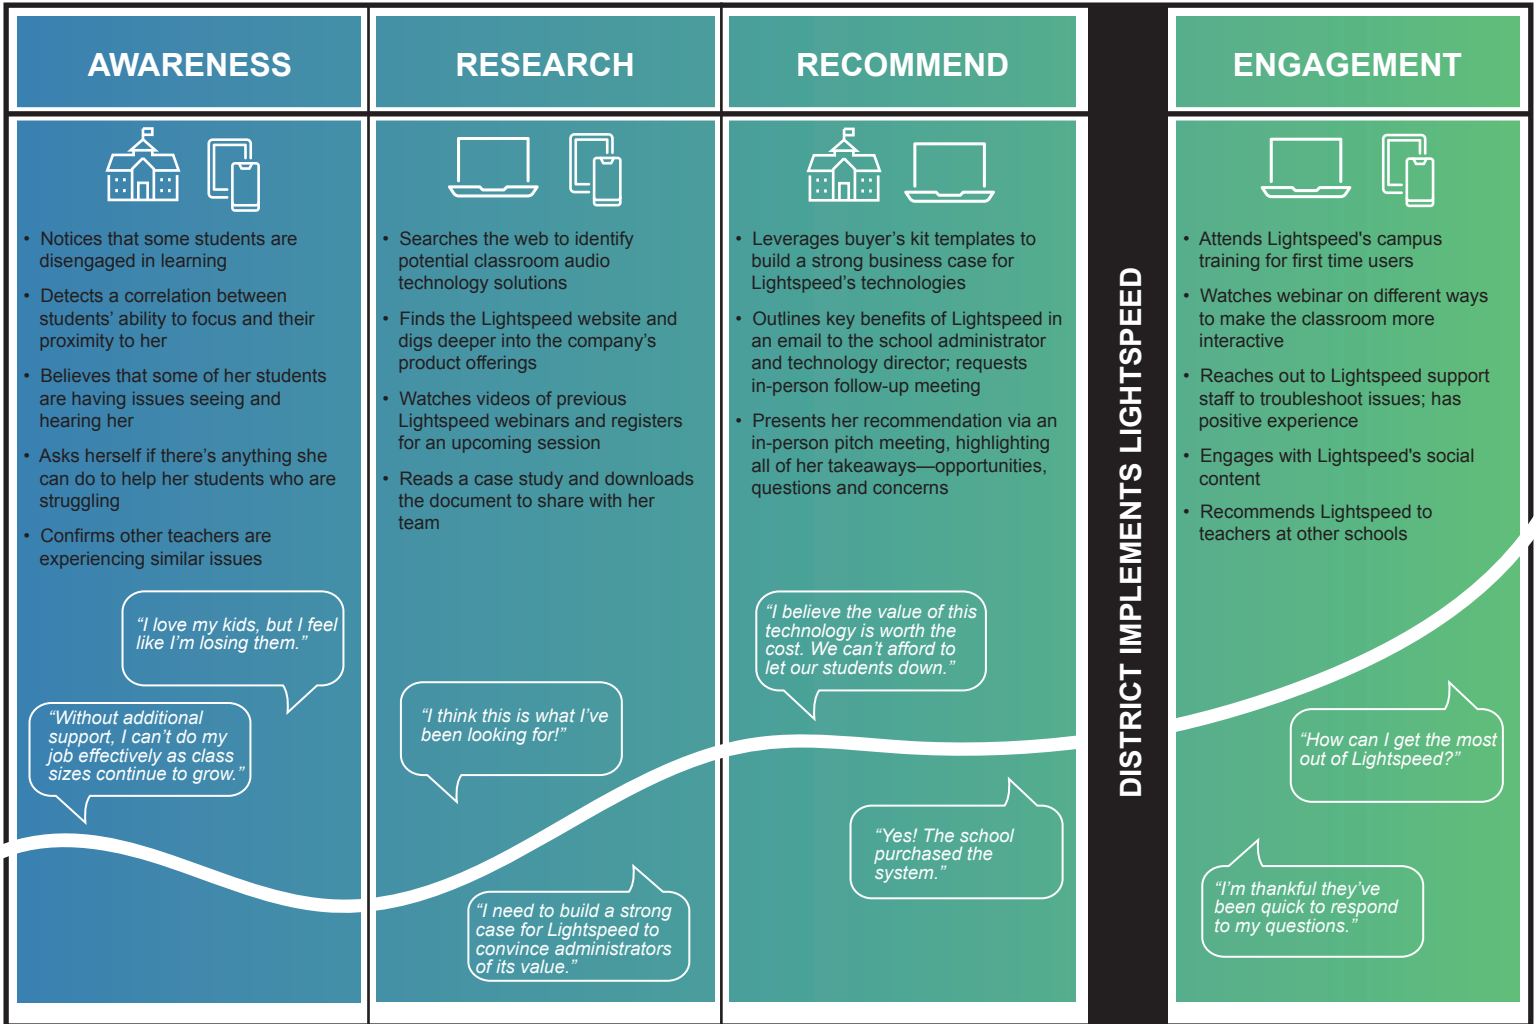 AWARENESS
• Notices that some students are
disengaged in learning
• Detects a correlation between
students’ ability to focus and their
proximity to her
• Believes that some of her students
are having issues seeing and
hearing her
• Asks herself if there’s anything she
can do to help her students who are
struggling
• Confirms other teachers are
experiencing similar issues
“I love my kids, but I feel
like I’m losing them.”
“Without additional
support, I can’t do my
job effectively as class
sizes continue to grow.”
RESEARCH
• Searches the web to identify
potential classroom audio
technology solutions
• Finds the Lightspeed website and
digs deeper into the company’s
product offerings
• Watches videos of previous
Lightspeed webinars and registers
for an upcoming session
• Reads a case study and downloads
the document to share with her
team
“I think this is what I’ve
been looking for!”
“I need to build a strong
case for Lightspeed to
convince administrators
of its value.”
RECOMMEND
• Leverages buyer’s kit templates to
build a strong business case for
Lightspeed’s technologies
• Outlines key benefits of Lightspeed in
an email to the school administrator
and technology director; requests
in-person follow-up meeting
• Presents her recommendation via an
in-person pitch meeting, highlighting
all of her takeaways—opportunities,
questions and concerns
“I believe the value of this
technology is worth the
cost. We can’t afford to
let our students down.”
“Yes! The school
purchased the
system.”
DISTRICT IMPLEMENTS LIGHTSPEED
ENGAGEMENT
• Attends Lightspeed's campus
training for first time users
• Watches webinar on different ways
to make the classroom more
interactive
• Reaches out to Lightspeed support
staff to troubleshoot issues; has
positive experience
• Engages with Lightspeed's social
content
• Recommends Lightspeed to
teachers at other schools
“How can I get the most
out of Lightspeed?”
“I’m thankful they’ve
been quick to respond
to my questions.”